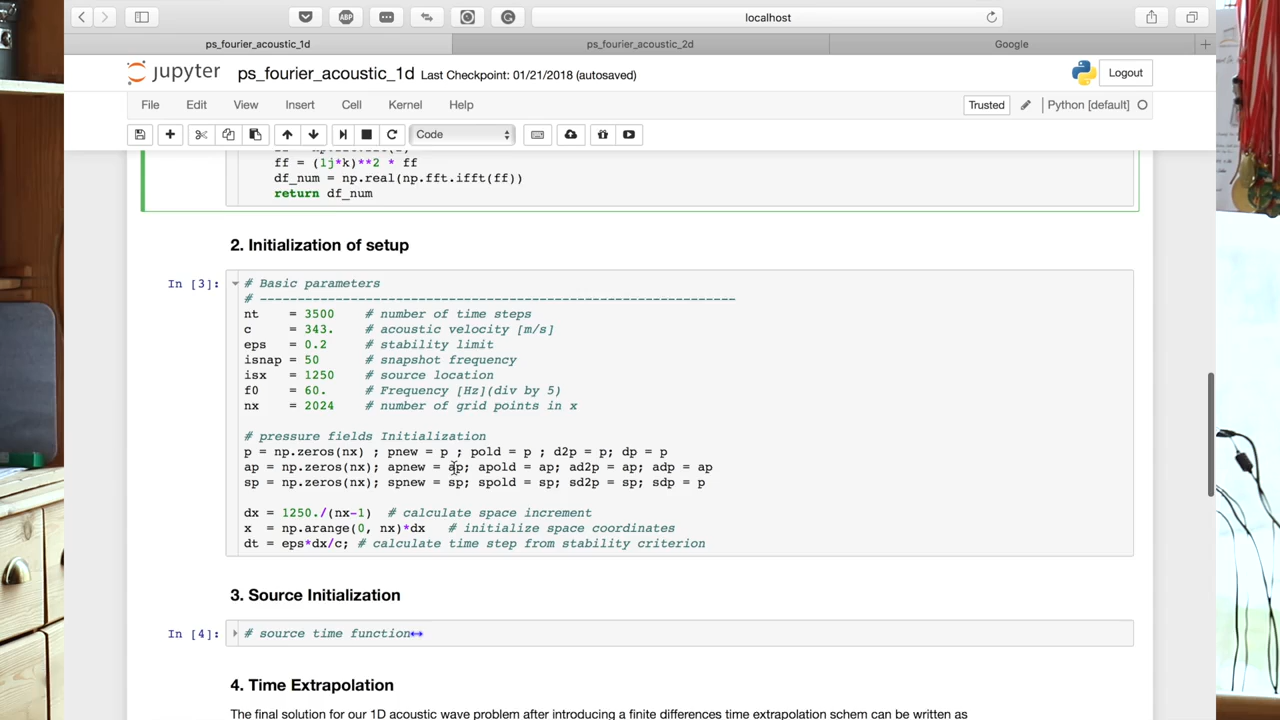 localhost
ps_fourier_acoustic_1d
ps_fourier_acoustic_2d
Google
ABP
jupyter ps_fourier_acoustic_1d Last Checkpoint: 01/21/2018 (autosaved)
Logout
File Edit View Insert Cell Kernel Help
Trusted
Python [default]
Code
ff = (1j*k)**2 * ff
df_num = np.real(np.fft.ifft(ff))
return df_num
2. Initialization of setup
In [3]:
# Basic parameters
# ---------------------------------------------------------------
nt = 3500 # number of time steps
c = 343. # acoustic velocity [m/s]
eps = 0.2 # stability limit
isnap = 50 # snapshot frequency
isx = 1250 # source location
f0 = 60. # Frequency [Hz](div by 5)
nx = 2024 # number of grid points in x
# pressure fields Initialization
p = np.zeros(nx) ; pnew = p ; pold = p ; d2p = p; dp = p
ap = np.zeros(nx); apnew = ap; apold = ap; ad2p = ap; adp = ap
sp = np.zeros(nx); spnew = sp; spold = sp; sd2p = sp; sdp = p
dx = 1250./(nx-1) # calculate space increment
x = np.arange(0, nx)*dx # initialize space coordinates
dt = eps*dx/c; # calculate time step from stability criterion
3. Source Initialization
In [4]:
# source time function
4. Time Extrapolation
The final solution for our 1D acoustic wave problem after introducing a finite differences time extrapolation schem can be written as